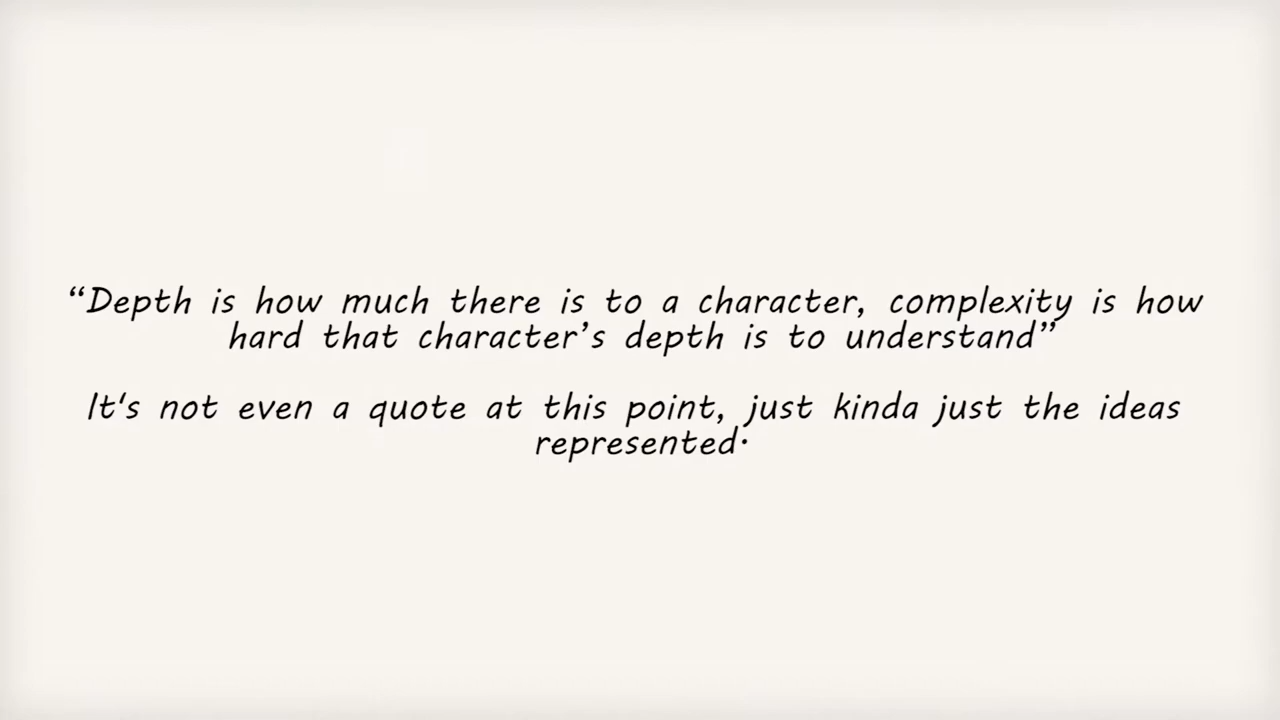 “Depth is how much there is to a character, complexity is how
hard that character’s depth is to understand”
It's not even a quote at this point, just kinda just the ideas
represented.